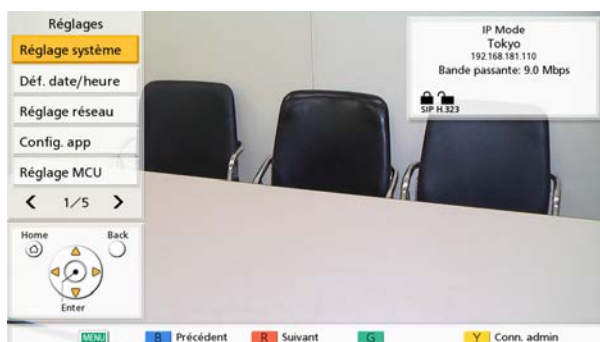 Réglages
Réglage système
Déf. date/heure
Réglage réseau
Config. app
Réglage MCU
1/5
Home
Back
Enter
IP Mode
Tokyo
192.168.181.110
Bande passante: 9.0 Mbps
SIP H.323
MENU
B Précédent
R Suivant
G
Y Conn. admin